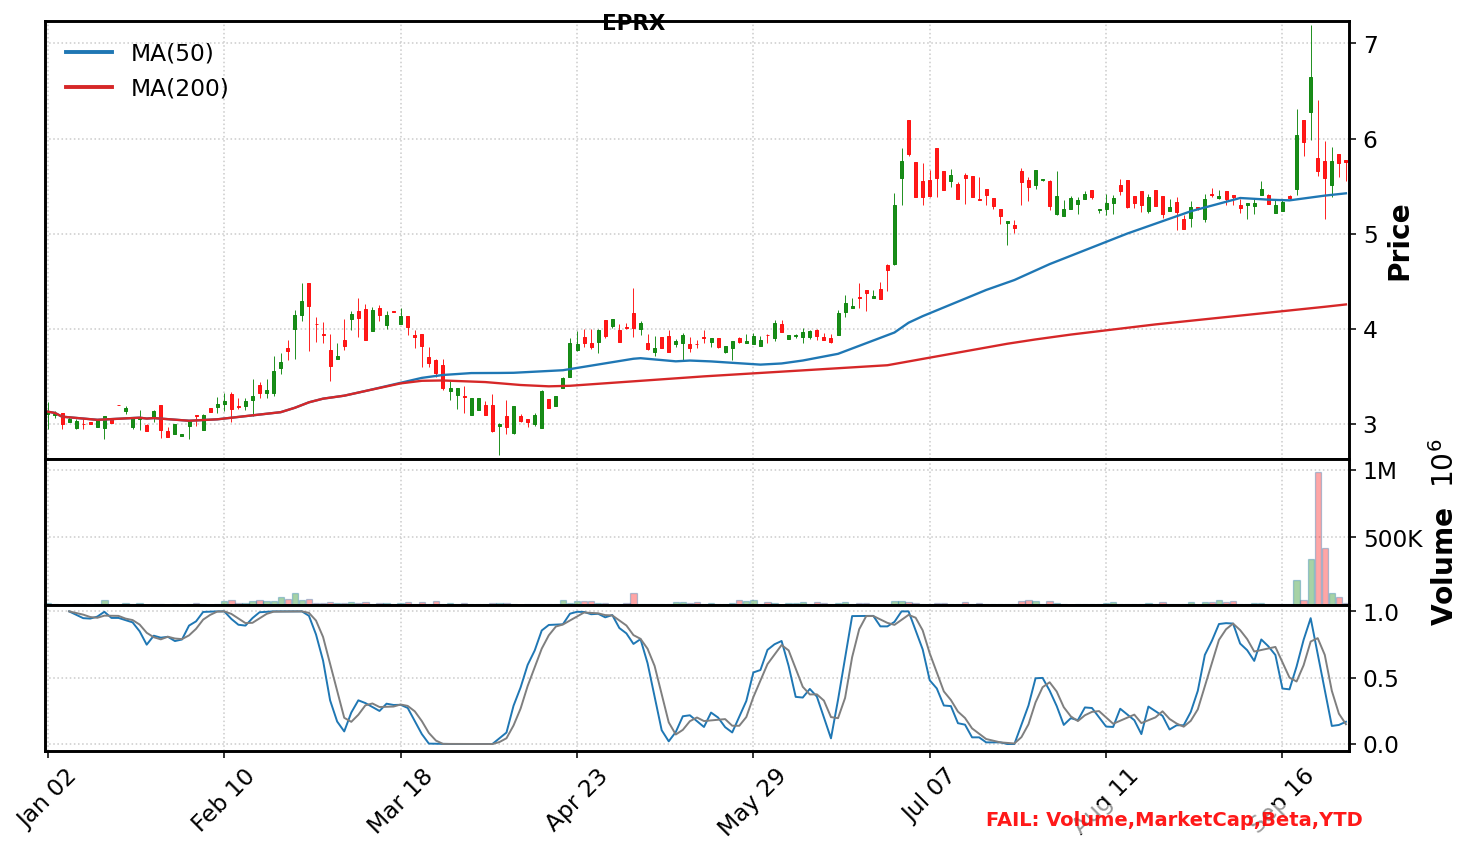 EPRX
MA(50)
MA(200)
7
6
5
4
3
Price
1M
500K
Volume 10^6
1.0
0.5
0.0
Jan 02
Feb 10
Mar 18
Apr 23
May 29
Jul 07
Aug 11
Sep 16
FAIL: Volume,MarketCap,Beta,YTD